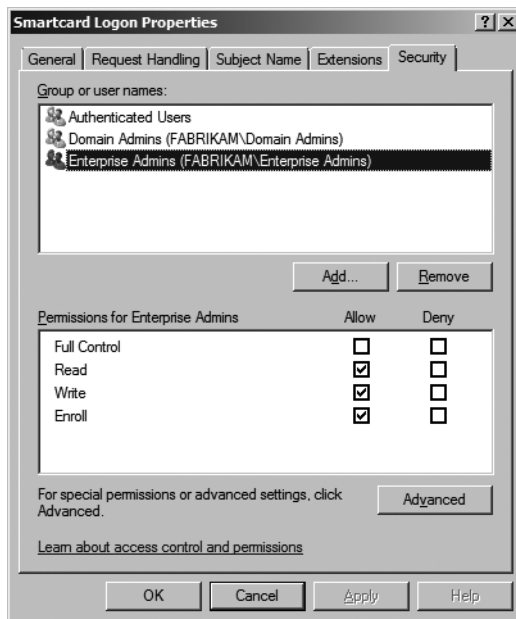 Smartcard Logon Properties
General Request Handling Subject Name Extensions Security
Group or user names:
Authenticated Users
Domain Admins (FABRIKAM\Domain Admins)
Enterprise Admins (FABRIKAM\Enterprise Admins)
Add... Remove
Permissions for Enterprise Admins Allow Deny
Full Control
Read
Write
Enroll
For special permissions or advanced settings, click
Advanced.
Advanced
Learn about access control and permissions
OK Cancel Apply Help